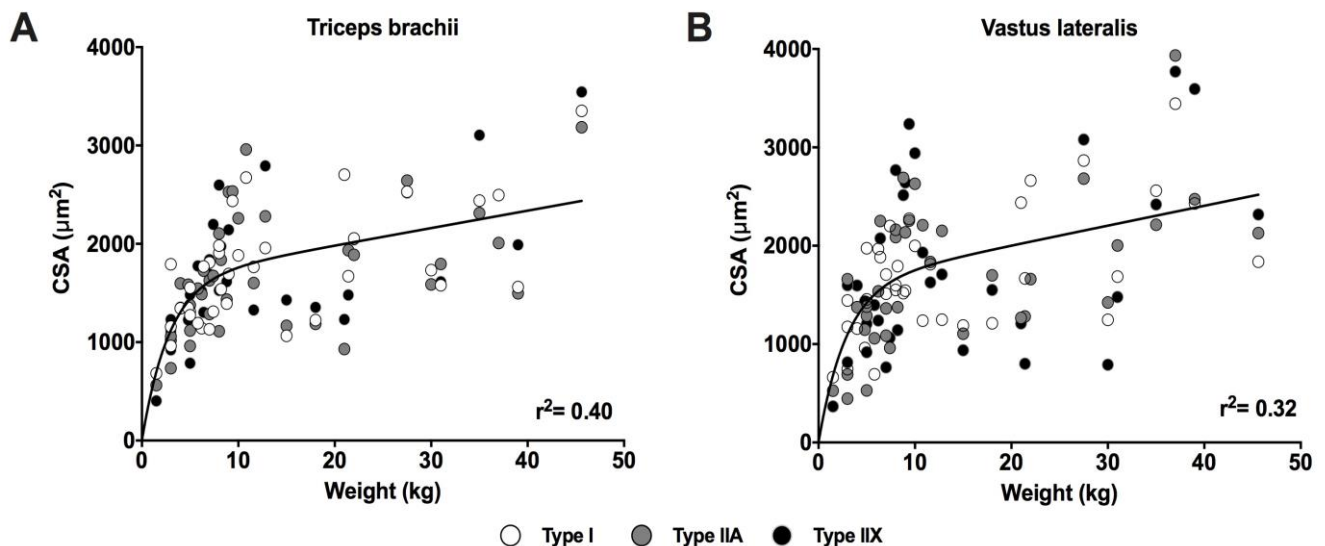 A
Triceps brachii
4000
3000
2000
1000
0
CSA (µm²)
0 10 20 30 40 50
Weight (kg)
r²= 0.40
B
Vastus lateralis
4000
3000
2000
1000
0
CSA (µm²)
0 10 20 30 40 50
Weight (kg)
r²= 0.32
Type I Type IIA Type IIX